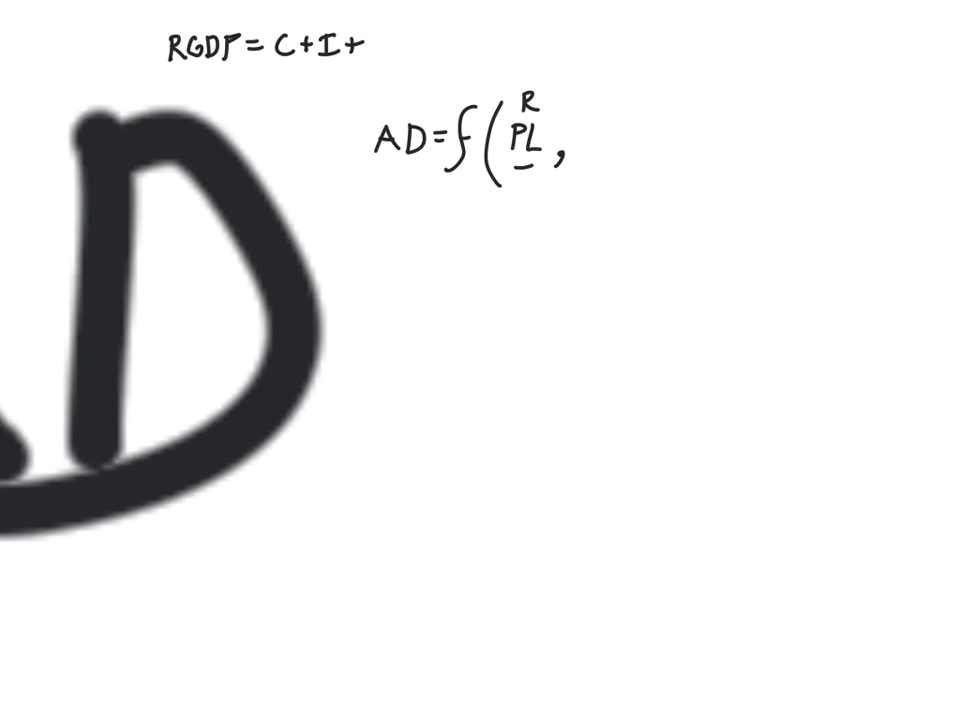 RGDP = C+I+
R
AD=f(PL,
D